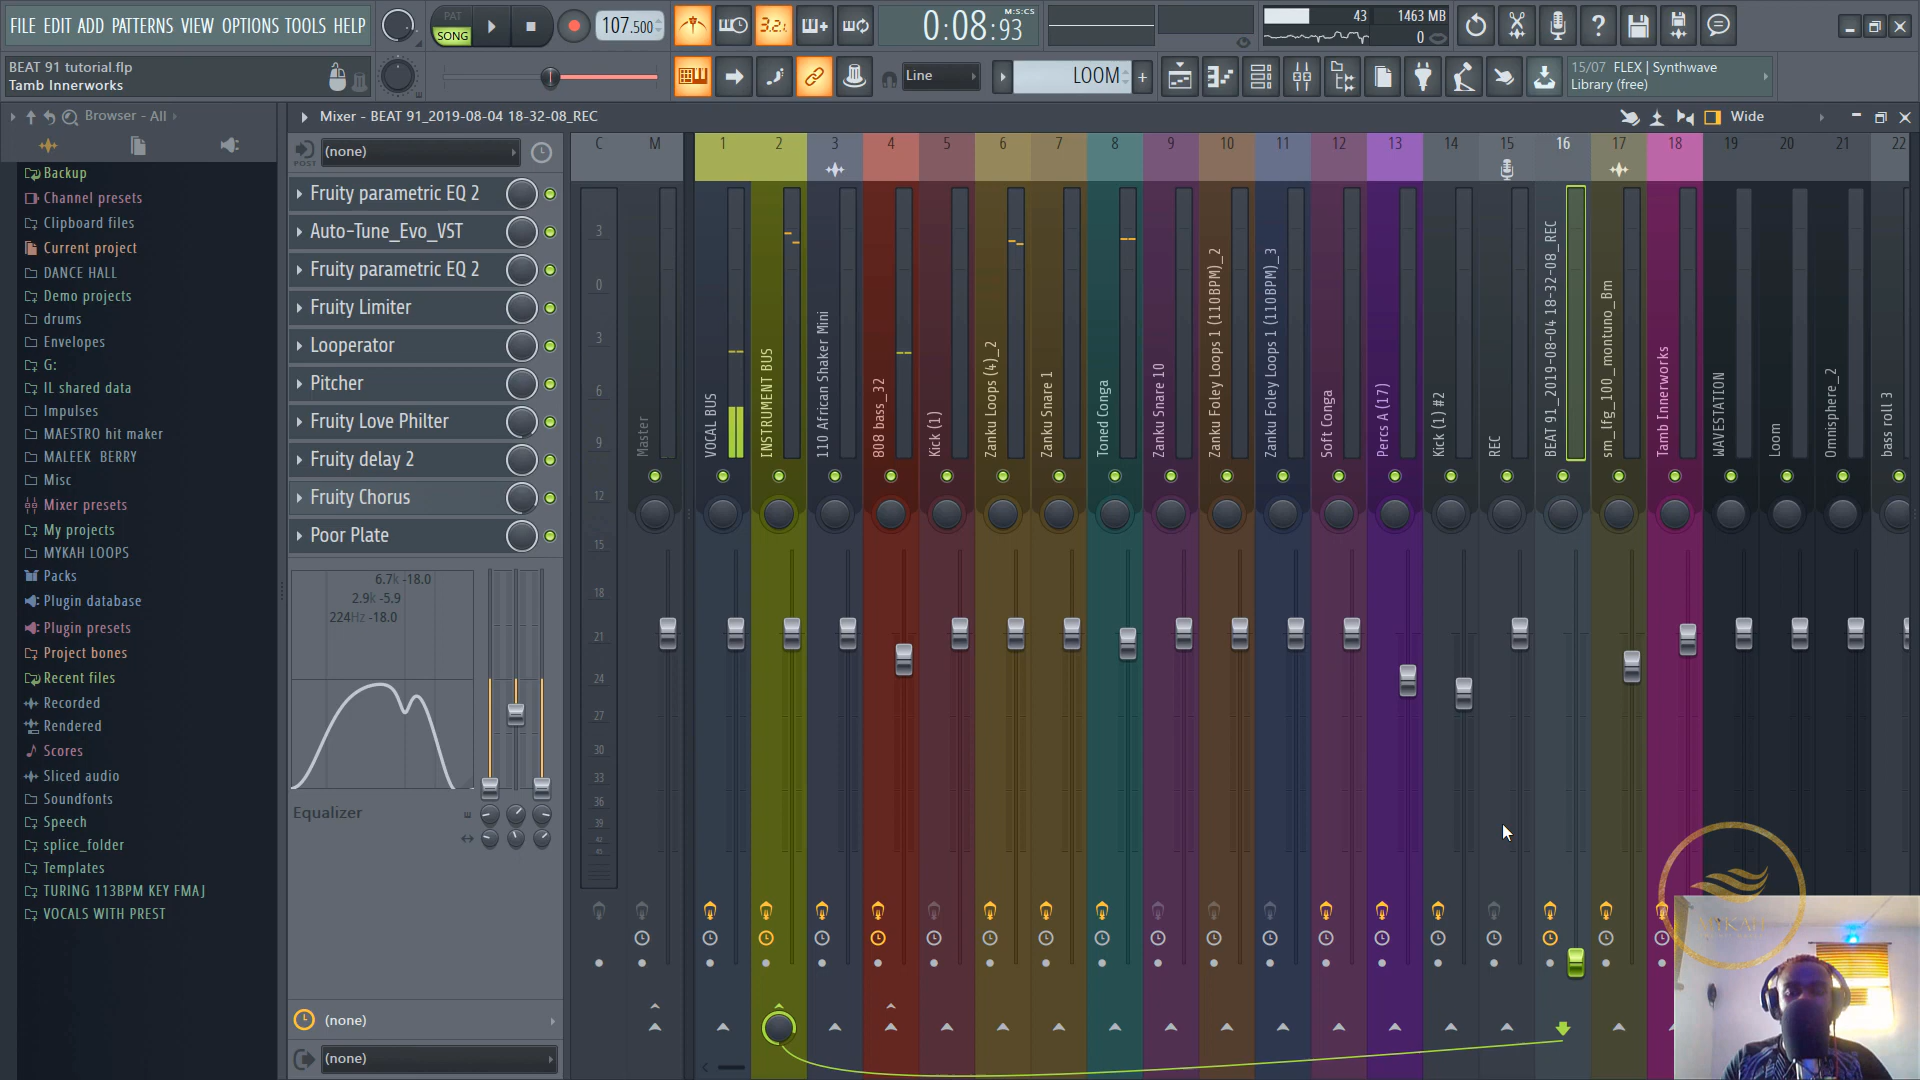 FILE EDIT ADD PATTERNS VIEW OPTIONS TOOLS HELP
PAT
SONG
107.500
3.2.
0:08:93
M:S:CS
43
1463 MB
0
BEAT 91 tutorial.flp
Tamb Innerworks
Line
LOOM
15/07 FLEX | Synthwave
Library (free)
Browser - All
Mixer - BEAT 91_2019-08-04 18-32-08_REC
Wide
Backup
Channel presets
Clipboard files
Current project
DANCE HALL
Demo projects
drums
Envelopes
G:
IL shared data
Impulses
MAESTRO hit maker
MALEEK BERRY
Misc
Mixer presets
My projects
MYKAH LOOPS
Packs
Plugin database
Plugin presets
Project bones
Recent files
Recorded
Rendered
Scores
Sliced audio
Soundfonts
Speech
splice_folder
Templates
TURING 113BPM KEY FMAJ
VOCALS WITH PREST
POST
(none)
Fruity parametric EQ 2
Auto-Tune_Evo_VST
Fruity parametric EQ 2
Fruity Limiter
Looperator
Pitcher
Fruity Love Philter
Fruity delay 2
Fruity Chorus
Poor Plate
6.7k -18.0
2.9k -5.9
224Hz -18.0
Equalizer
(none)
(none)
C M 1 2 3 4 5 6 7 8 9 10 11 12 13 14 15 16 17 18 19 20 21 22
3
0
3
6
9
12
15
18
21
24
27
30
33
36
39
Master
VOCAL BUS
INSTRUMENT BUS
110 African Shaker Mini
808 bass_32
Kick (1)
Zanku Loops (4)_2
Zanku Snare 1
Toned Conga
Zanku Snare 10
Zanku Foley Loops 1 (110BPM)_2
Zanku Foley Loops 1 (110BPM)_3
Soft Conga
Percs A (17)
Kick (1) #2
REC
BEAT 91_2019-08-04 18-32-08_REC
sm_lfg_100_montuno_Bm
Tamb Innerworks
WAVESTATION
Loom
Omnisphere_2
bass roll 3
MYKAH